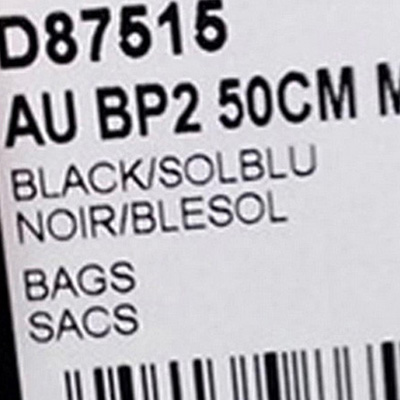 D87515
AU BP2 50CM M
BLACK/SOLBLU
NOIR/BLESOL
BAGS
SACS